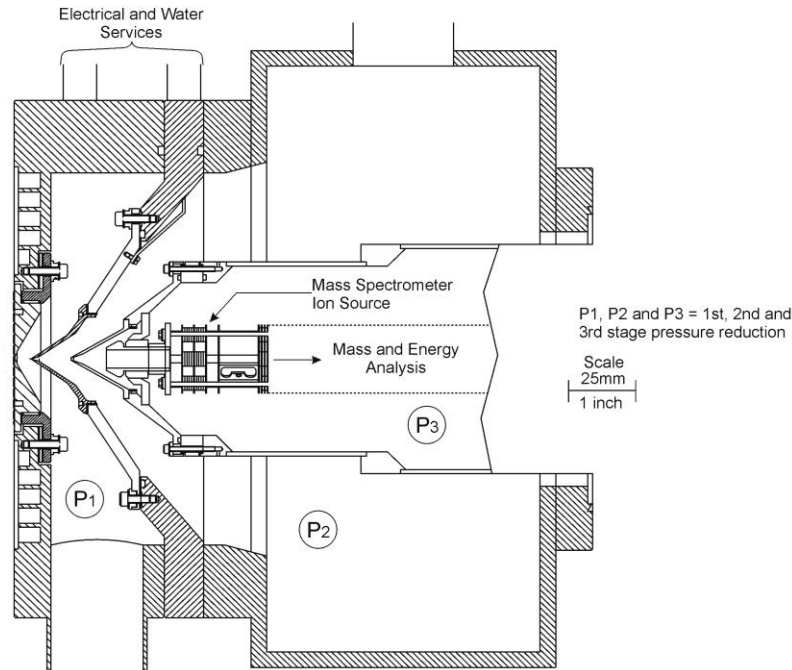 Electrical and Water
Services
Mass Spectrometer
Ion Source
Mass and Energy
Analysis
P1, P2 and P3 = 1st, 2nd and
3rd stage pressure reduction
Scale
25mm
1 inch
P3
P1
P2